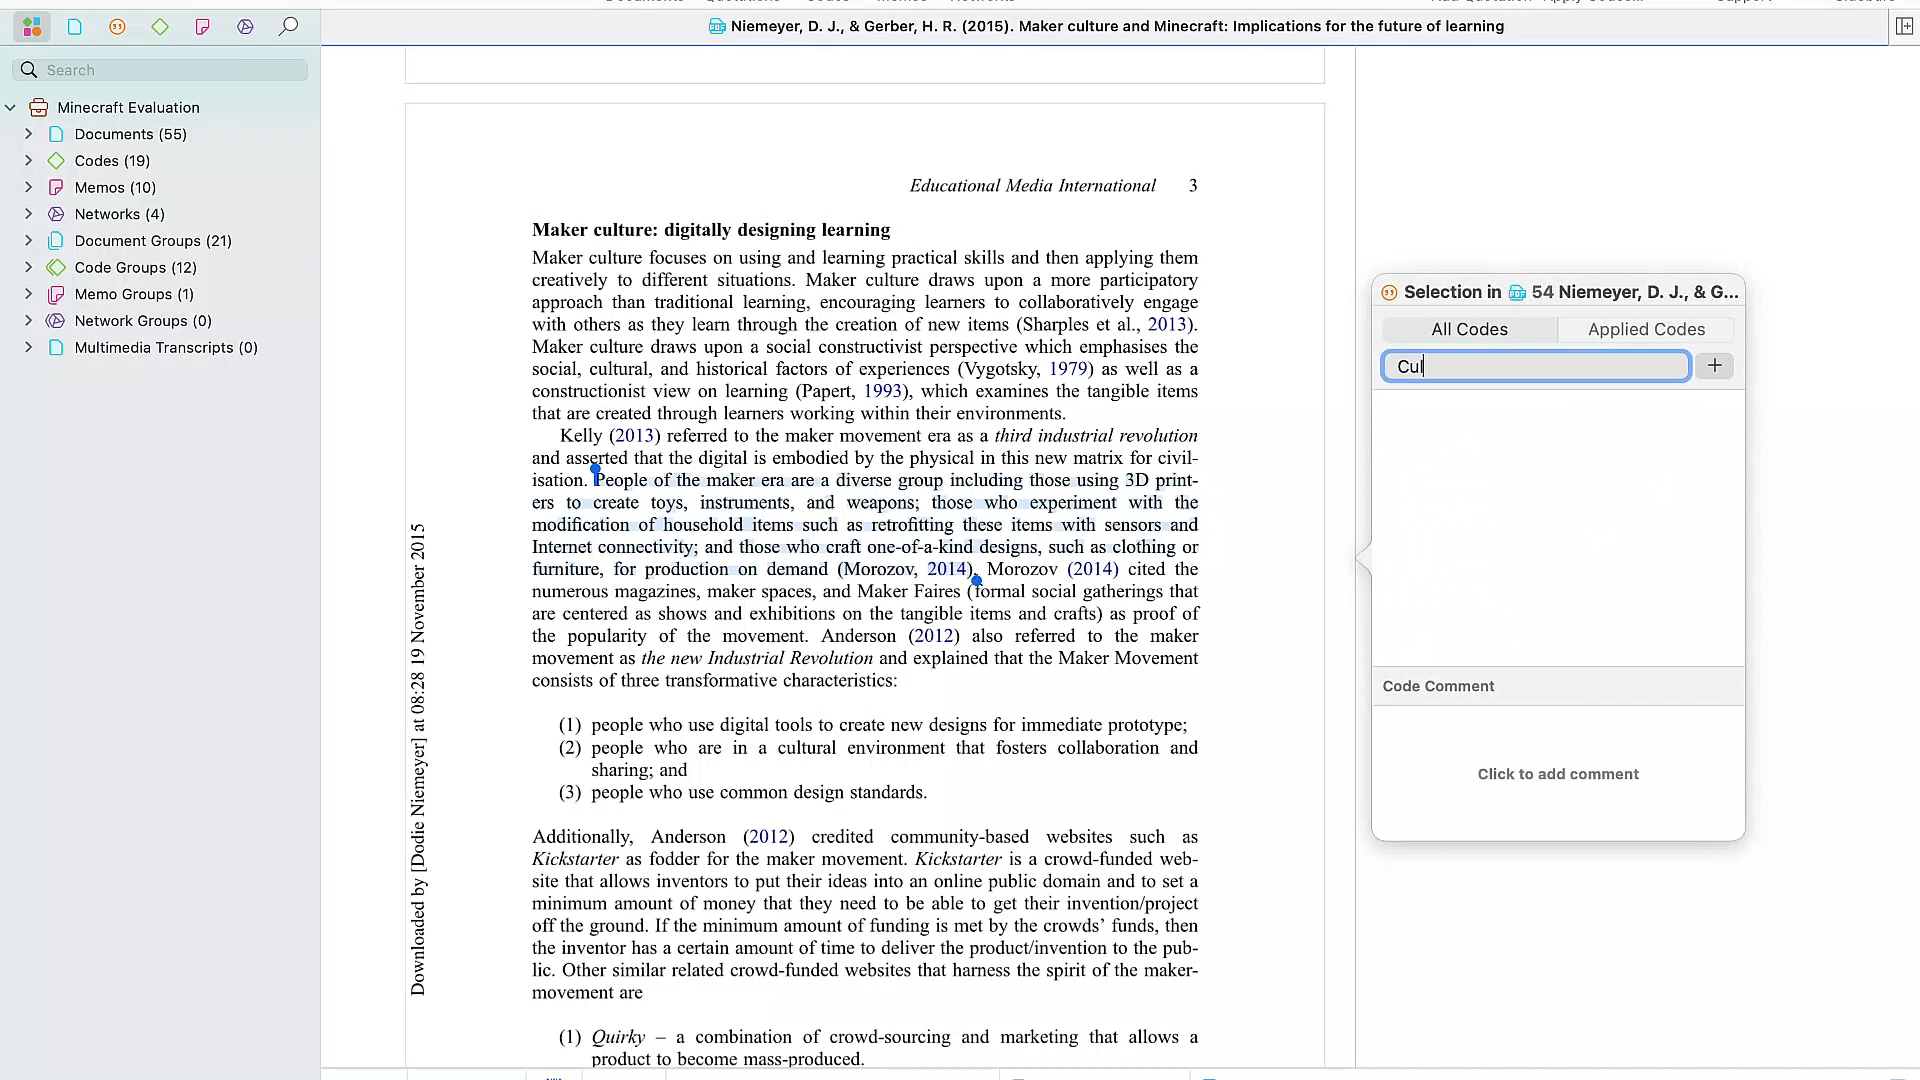 Niemeyer, D. J., & Gerber, H. R. (2015). Maker culture and Minecraft: Implications for the future of learning
Search
Minecraft Evaluation
Documents (55)
Codes (19)
Memos (10)
Networks (4)
Document Groups (21)
Code Groups (12)
Memo Groups (1)
Network Groups (0)
Multimedia Transcripts (0)
Educational Media International 3
Maker culture: digitally designing learning
Maker culture focuses on using and learning practical skills and then applying them
creatively to different situations. Maker culture draws upon a more participatory
approach than traditional learning, encouraging learners to collaboratively engage
with others as they learn through the creation of new items (Sharples et al., 2013).
Maker culture draws upon a social constructivist perspective which emphasises the
social, cultural, and historical factors of experiences (Vygotsky, 1979) as well as a
constructionist view on learning (Papert, 1993), which examines the tangible items
that are created through learners working within their environments.
Kelly (2013) referred to the maker movement era as a third industrial revolution
and asserted that the digital is embodied by the physical in this new matrix for civil-
isation. People of the maker era are a diverse group including those using 3D print-
ers to create toys, instruments, and weapons; those who experiment with the
modification of household items such as retrofitting these items with sensors and
Internet connectivity; and those who craft one-of-a-kind designs, such as clothing or
furniture, for production on demand (Morozov, 2014). Morozov (2014) cited the
numerous magazines, maker spaces, and Maker Faires (formal social gatherings that
are centered as shows and exhibitions on the tangible items and crafts) as proof of
the popularity of the movement. Anderson (2012) also referred to the maker
movement as the new Industrial Revolution and explained that the Maker Movement
consists of three transformative characteristics:
(1) people who use digital tools to create new designs for immediate prototype;
(2) people who are in a cultural environment that fosters collaboration and
sharing; and
(3) people who use common design standards.
Additionally, Anderson (2012) credited community-based websites such as
Kickstarter as fodder for the maker movement. Kickstarter is a crowd-funded web-
site that allows inventors to put their ideas into an online public domain and to set a
minimum amount of money that they need to be able to get their invention/project
off the ground. If the minimum amount of funding is met by the crowds' funds, then
the inventor has a certain amount of time to deliver the product/invention to the pub-
lic. Other similar related crowd-funded websites that harness the spirit of the maker-
movement are
(1) Quirky – a combination of crowd-sourcing and marketing that allows a
product to become mass-produced.
Downloaded by [Dodie Niemeyer] at 08:28 19 November 2015
Selection in 54 Niemeyer, D. J., & G...
All Codes Applied Codes
Cul
Code Comment
Click to add comment